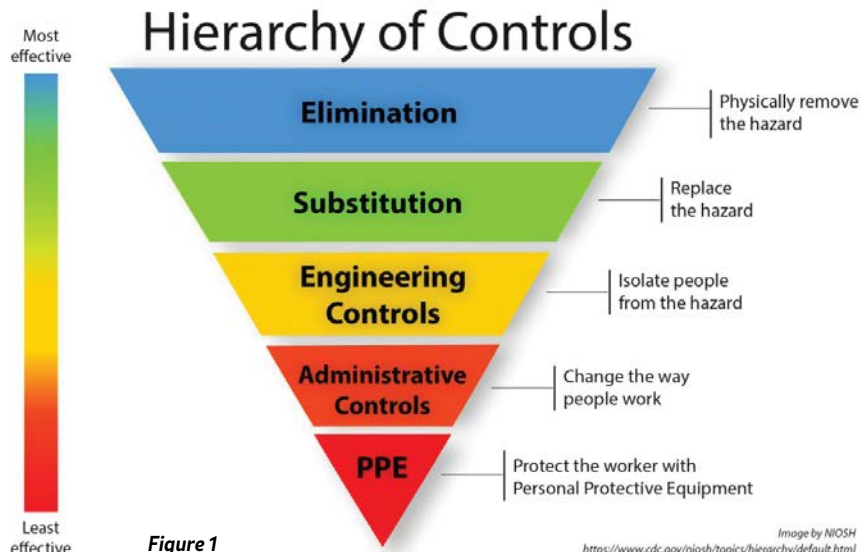 Hierarchy of Controls
Most
effective
Elimination
Physically remove
the hazard
Substitution
Replace
the hazard
Engineering
Controls
Isolate people
from the hazard
Administrative
Controls
Change the way
people work
PPE
Protect the worker with
Personal Protective Equipment
Least
effective
Figure 1
Image by NIOSH
https://www.cdc.gov/niosh/topics/hierarchy/default.html